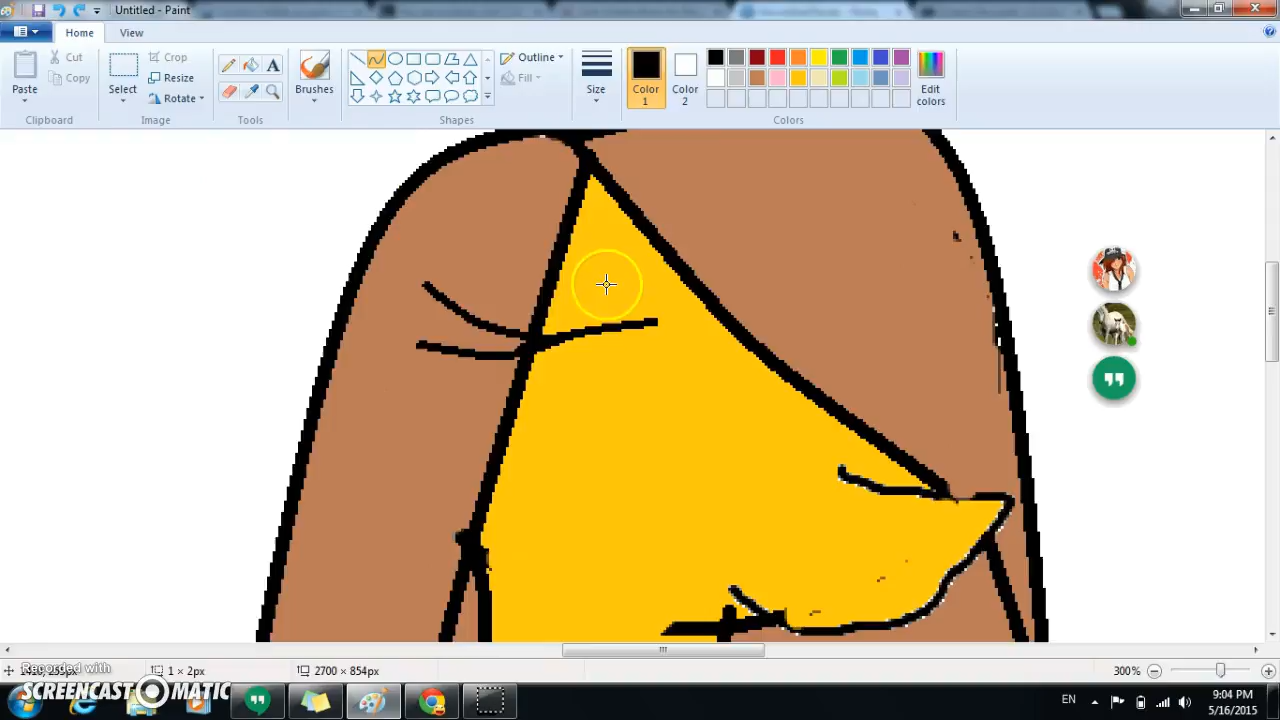 Untitled - Paint
Home
View
Paste
Cut
Copy
Clipboard
Select
Crop
Resize
Rotate
Image
A
Tools
Brushes
Outline
Fill
Shapes
Size
Color
1
Color
2
Edit
colors
Colors
1 × 2px
2700 × 854px
300%
Recorded with
SCREENCAST MATIC
EN
9:04 PM
5/16/2015